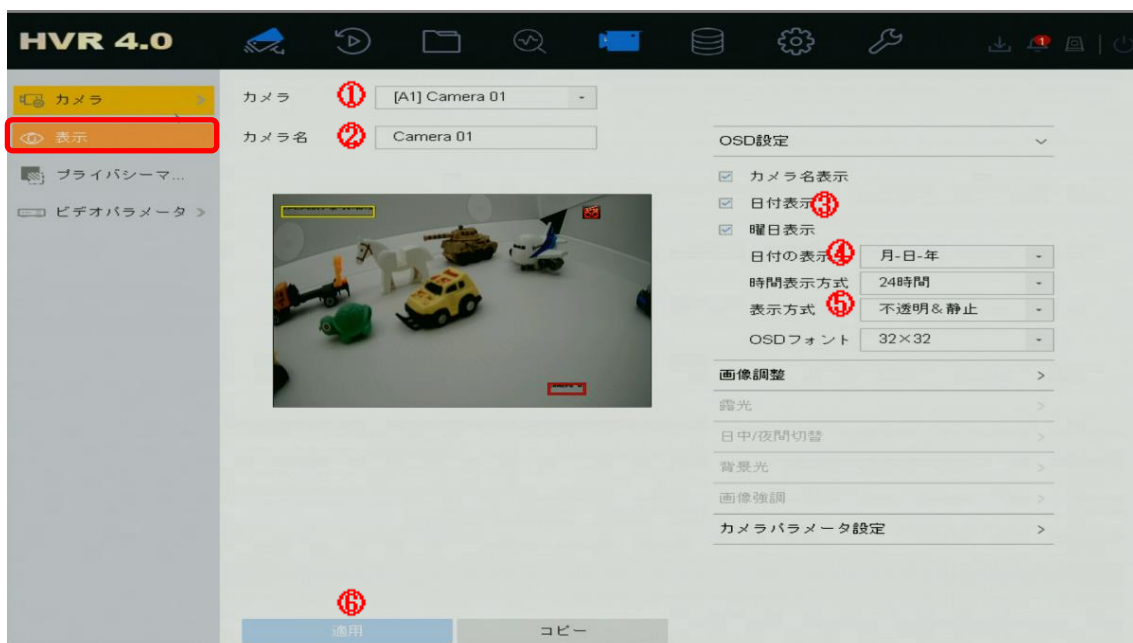 HVR 4.0
1
カメラ
表示
プライバシーマ...
ビデオパラメータ
カメラ ① [A1] Camera 01
カメラ名 ② Camera 01
OSD設定
カメラ名表示
日付表示③
曜日表示
日付の表示④ 月-日-年
時間表示方式 24時間
表示方式 ⑤ 不透明&静止
OSDフォント 32×32
画像調整
露光
日中/夜間切替
背景光
画像強調
カメラパラメータ設定
⑥
適用
コピー